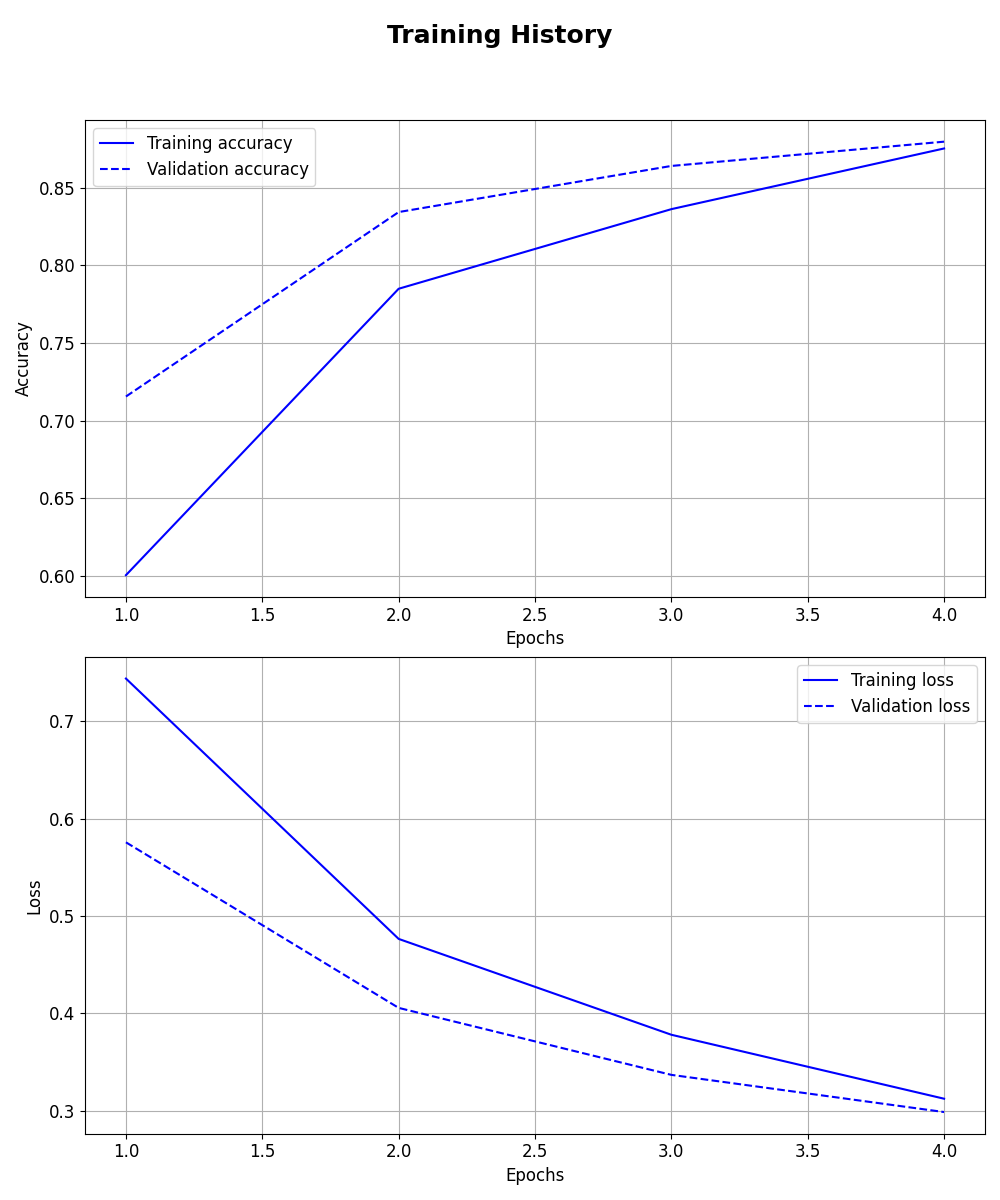 Training History
Training accuracy
Validation accuracy
0.85
0.80
0.75
0.70
0.65
0.60
Accuracy
1.0 1.5 2.0 2.5 3.0 3.5 4.0
Epochs
Training loss
Validation loss
0.7
0.6
0.5
0.4
0.3
Loss
1.0 1.5 2.0 2.5 3.0 3.5 4.0
Epochs